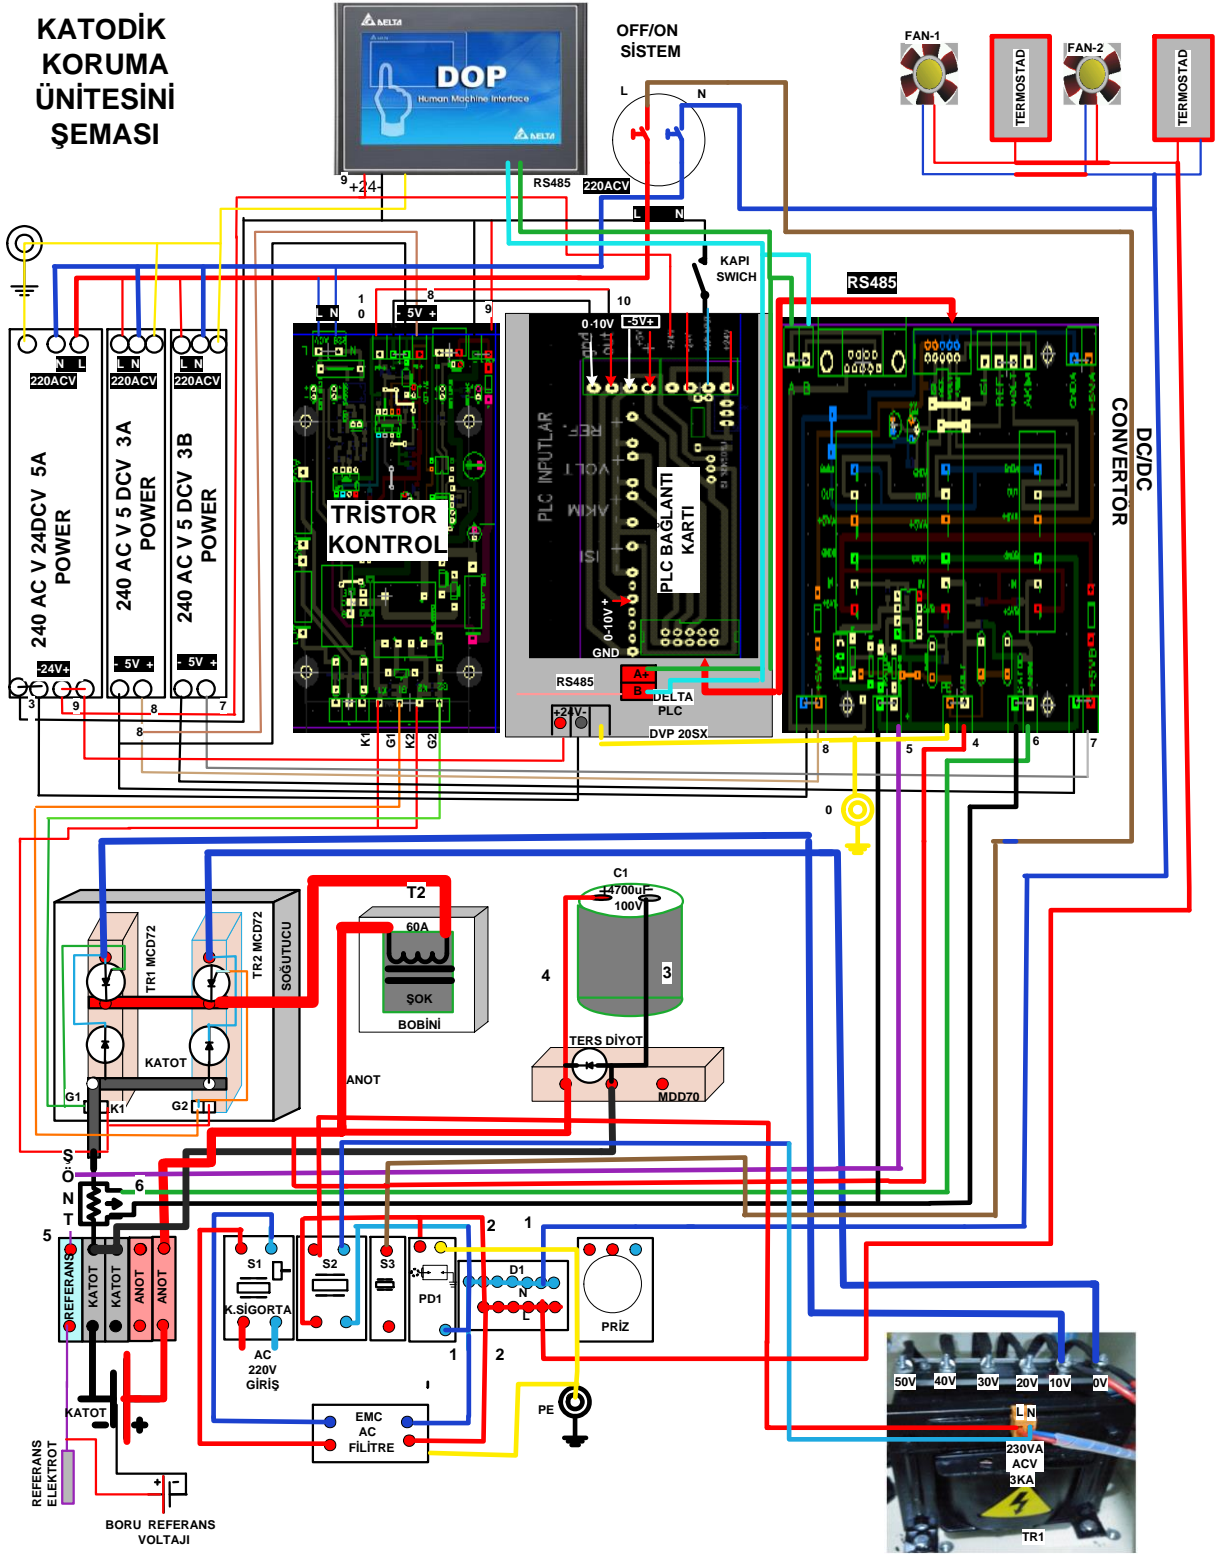 KATODİK
KORUMA
ÜNİTESİNİ
ŞEMASI
DELTA
DOP
Human Machine Interface
DELTA
OFF/ON
SİSTEM
L
N
FAN-1
TERMOSTAD
FAN-2
TERMOSTAD
9
+24-
RS485
220ACV
L N
KAPI
SWICH
RS485
N L
220ACV
L N
220ACV
L N
220ACV
240 AC V 24DCV 5A
POWER
240 AC V 5 DCV 3A
POWER
240 AC V 5 DCV 3B
POWER
-24V+
- 5V +
- 5V +
3
9
8
7
8
L N
1
0
8
- 5V +
9
TRİSTOR
KONTROL
K1
G1
K2
G2
10
0-10V
-5V+
+24V
PLC INPUTLAR
REF.
VOLT
AKIM
ISI
PLC BAĞLANTI
KARTI
0-10V +
GND
RS485
A+
B
DELTA
PLC
+24V-
DVP 20SX
DC/DC
CONVERTÖR
A B
8
5
4
6
7
0
TR1 MCD72
TR2 MCD72
SOĞUTUCU
KATOT
G1
K1
G2
T2
60A
ŞOK
BOBİNİ
ANOT
C1
4700uF
100V
4
3
TERS DİYOT
MDD70
Ş
Ö
N
T
6
5
REFERANS
KATOT
KATOT
ANOT
ANOT
S1
K.SİGORTA
AC
220V
GİRİŞ
S2
S3
2
PD1
1
D1
N
L
1
2
PRİZ
EMC
AC
FİLİTRE
PE
KATOT
+
REFERANS
ELEKTROT
+ -
BORU REFERANS
VOLTAJI
50V
40V
30V
20V
10V
0V
L N
230VA
ACV
3KA
TR1